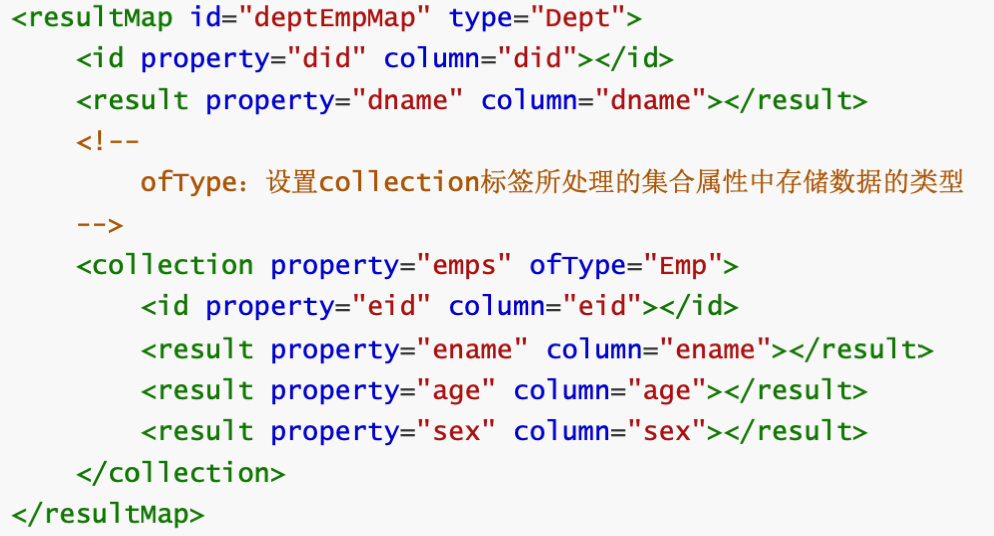 <resultMap id="deptEmpMap" type="Dept">
    <id property="did" column="did"></id>
    <result property="dname" column="dname"></result>
    <!--
        ofType：设置collection标签所处理的集合属性中存储数据的类型
    -->
    <collection property="emps" ofType="Emp">
        <id property="eid" column="eid"></id>
        <result property="ename" column="ename"></result>
        <result property="age" column="age"></result>
        <result property="sex" column="sex"></result>
    </collection>
</resultMap>